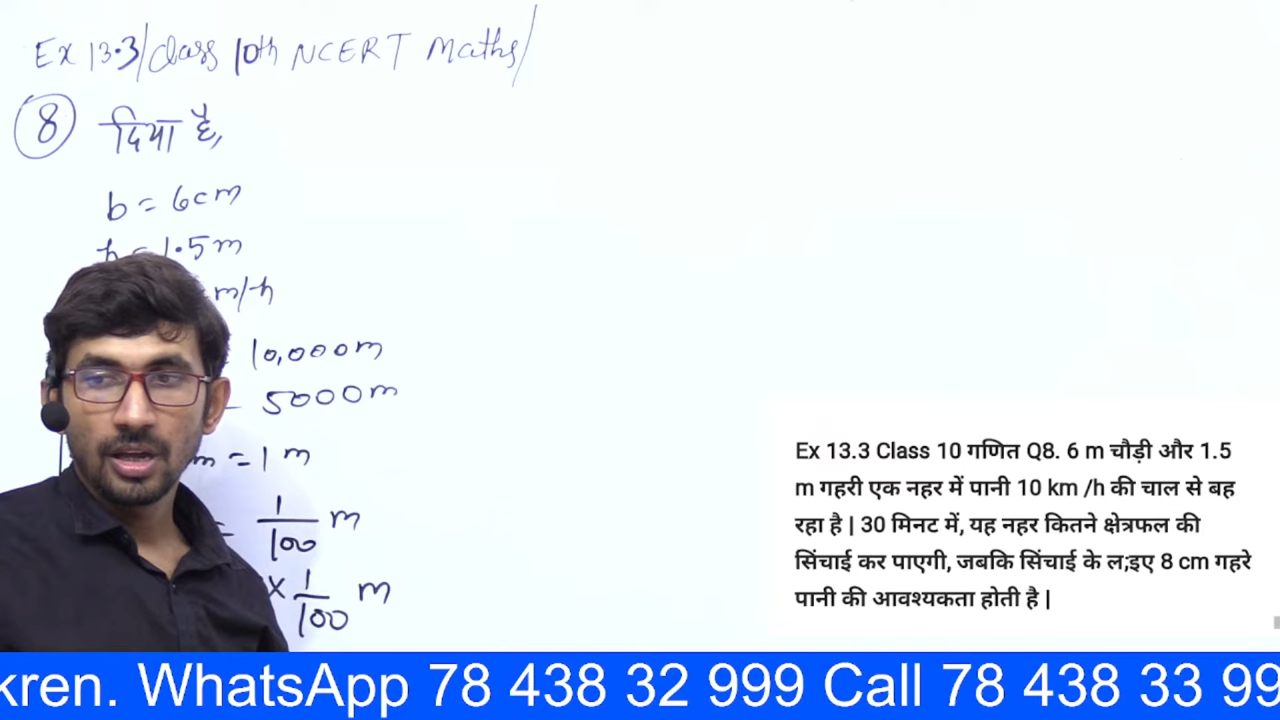 Ex 13.3/Class 10th NCERT Maths/
8 दिया है,
b = 6cm
h = 1.5m
m/h
10,000m
5000m
m = 1 m
= 1/100 m
× 1/100 m
Ex 13.3 Class 10 गणित Q8. 6 m चौड़ी और 1.5
m गहरी एक नहर में पानी 10 km /h की चाल से बह
रहा है | 30 मिनट में, यह नहर कितने क्षेत्रफल की
सिंचाई कर पाएगी, जबकि सिंचाई के ल;इए 8 cm गहरे
पानी की आवश्यकता होती है |
kren. WhatsApp 78 438 32 999 Call 78 438 33 99